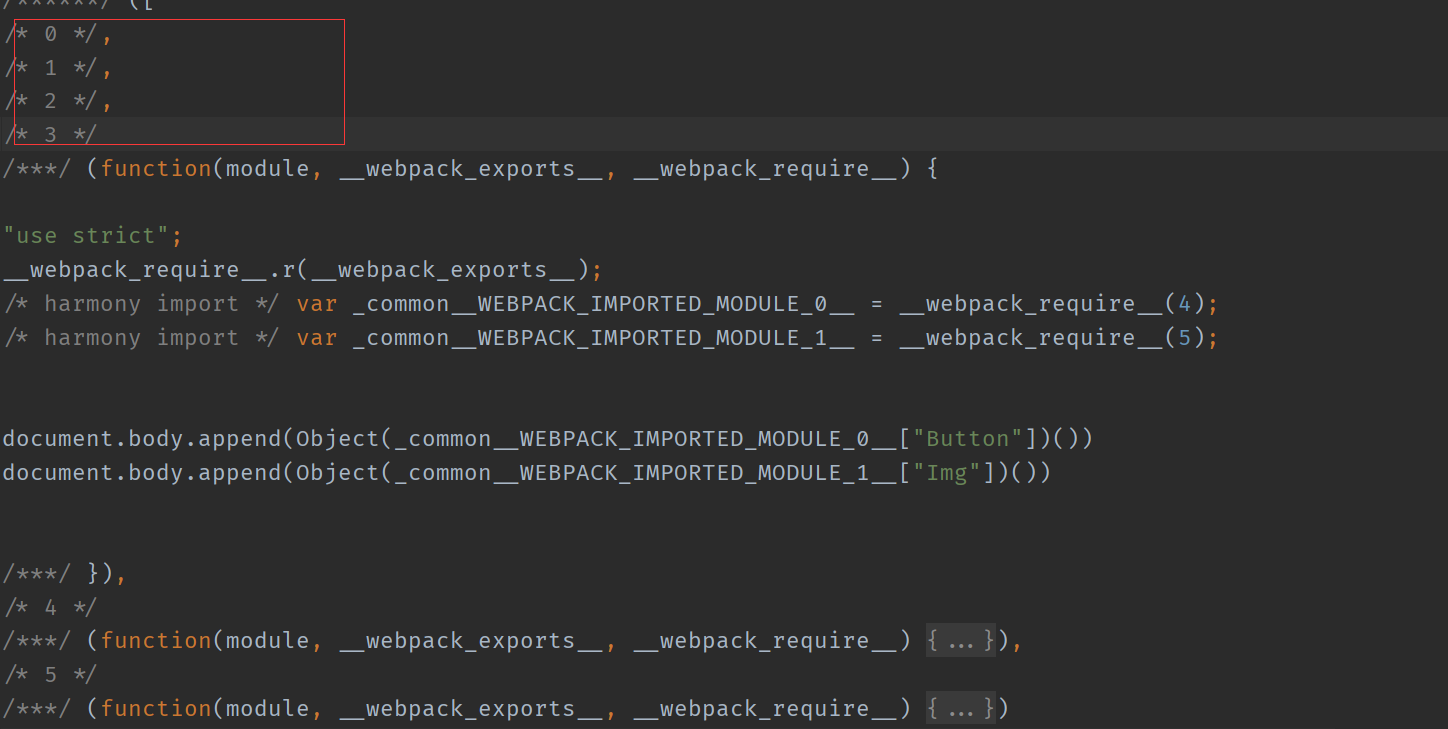 /******/ ([
/* 0 */,
/* 1 */,
/* 2 */,
/* 3 */
/***/ (function(module, __webpack_exports__, __webpack_require__) {
"use strict";
__webpack_require__.r(__webpack_exports__);
/* harmony import */ var _common__WEBPACK_IMPORTED_MODULE_0__ = __webpack_require__(4);
/* harmony import */ var _common__WEBPACK_IMPORTED_MODULE_1__ = __webpack_require__(5);
document.body.append(Object(_common__WEBPACK_IMPORTED_MODULE_0__["Button"])())
document.body.append(Object(_common__WEBPACK_IMPORTED_MODULE_1__["Img"])())
/***/ }),
/* 4 */
/***/ (function(module, __webpack_exports__, __webpack_require__) {...}),
/* 5 */
/***/ (function(module, __webpack_exports__, __webpack_require__) {...})